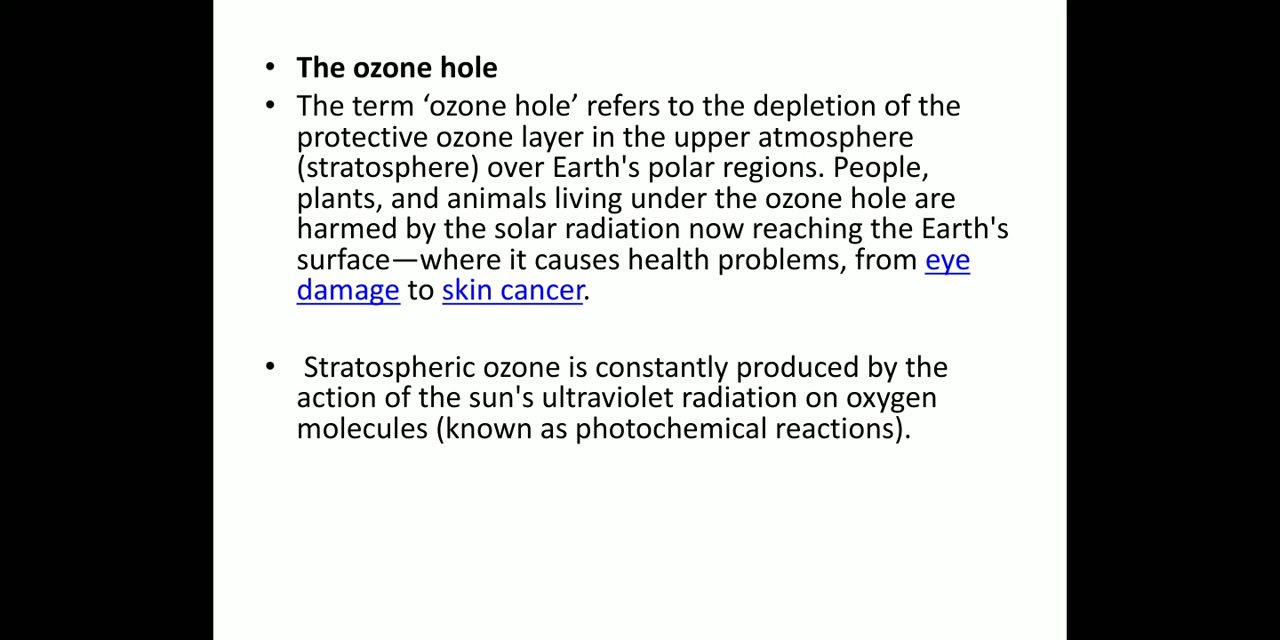 • The ozone hole
• The term ‘ozone hole’ refers to the depletion of the
protective ozone layer in the upper atmosphere
(stratosphere) over Earth's polar regions. People,
plants, and animals living under the ozone hole are
harmed by the solar radiation now reaching the Earth's
surface—where it causes health problems, from eye
damage to skin cancer.
• Stratospheric ozone is constantly produced by the
action of the sun's ultraviolet radiation on oxygen
molecules (known as photochemical reactions).